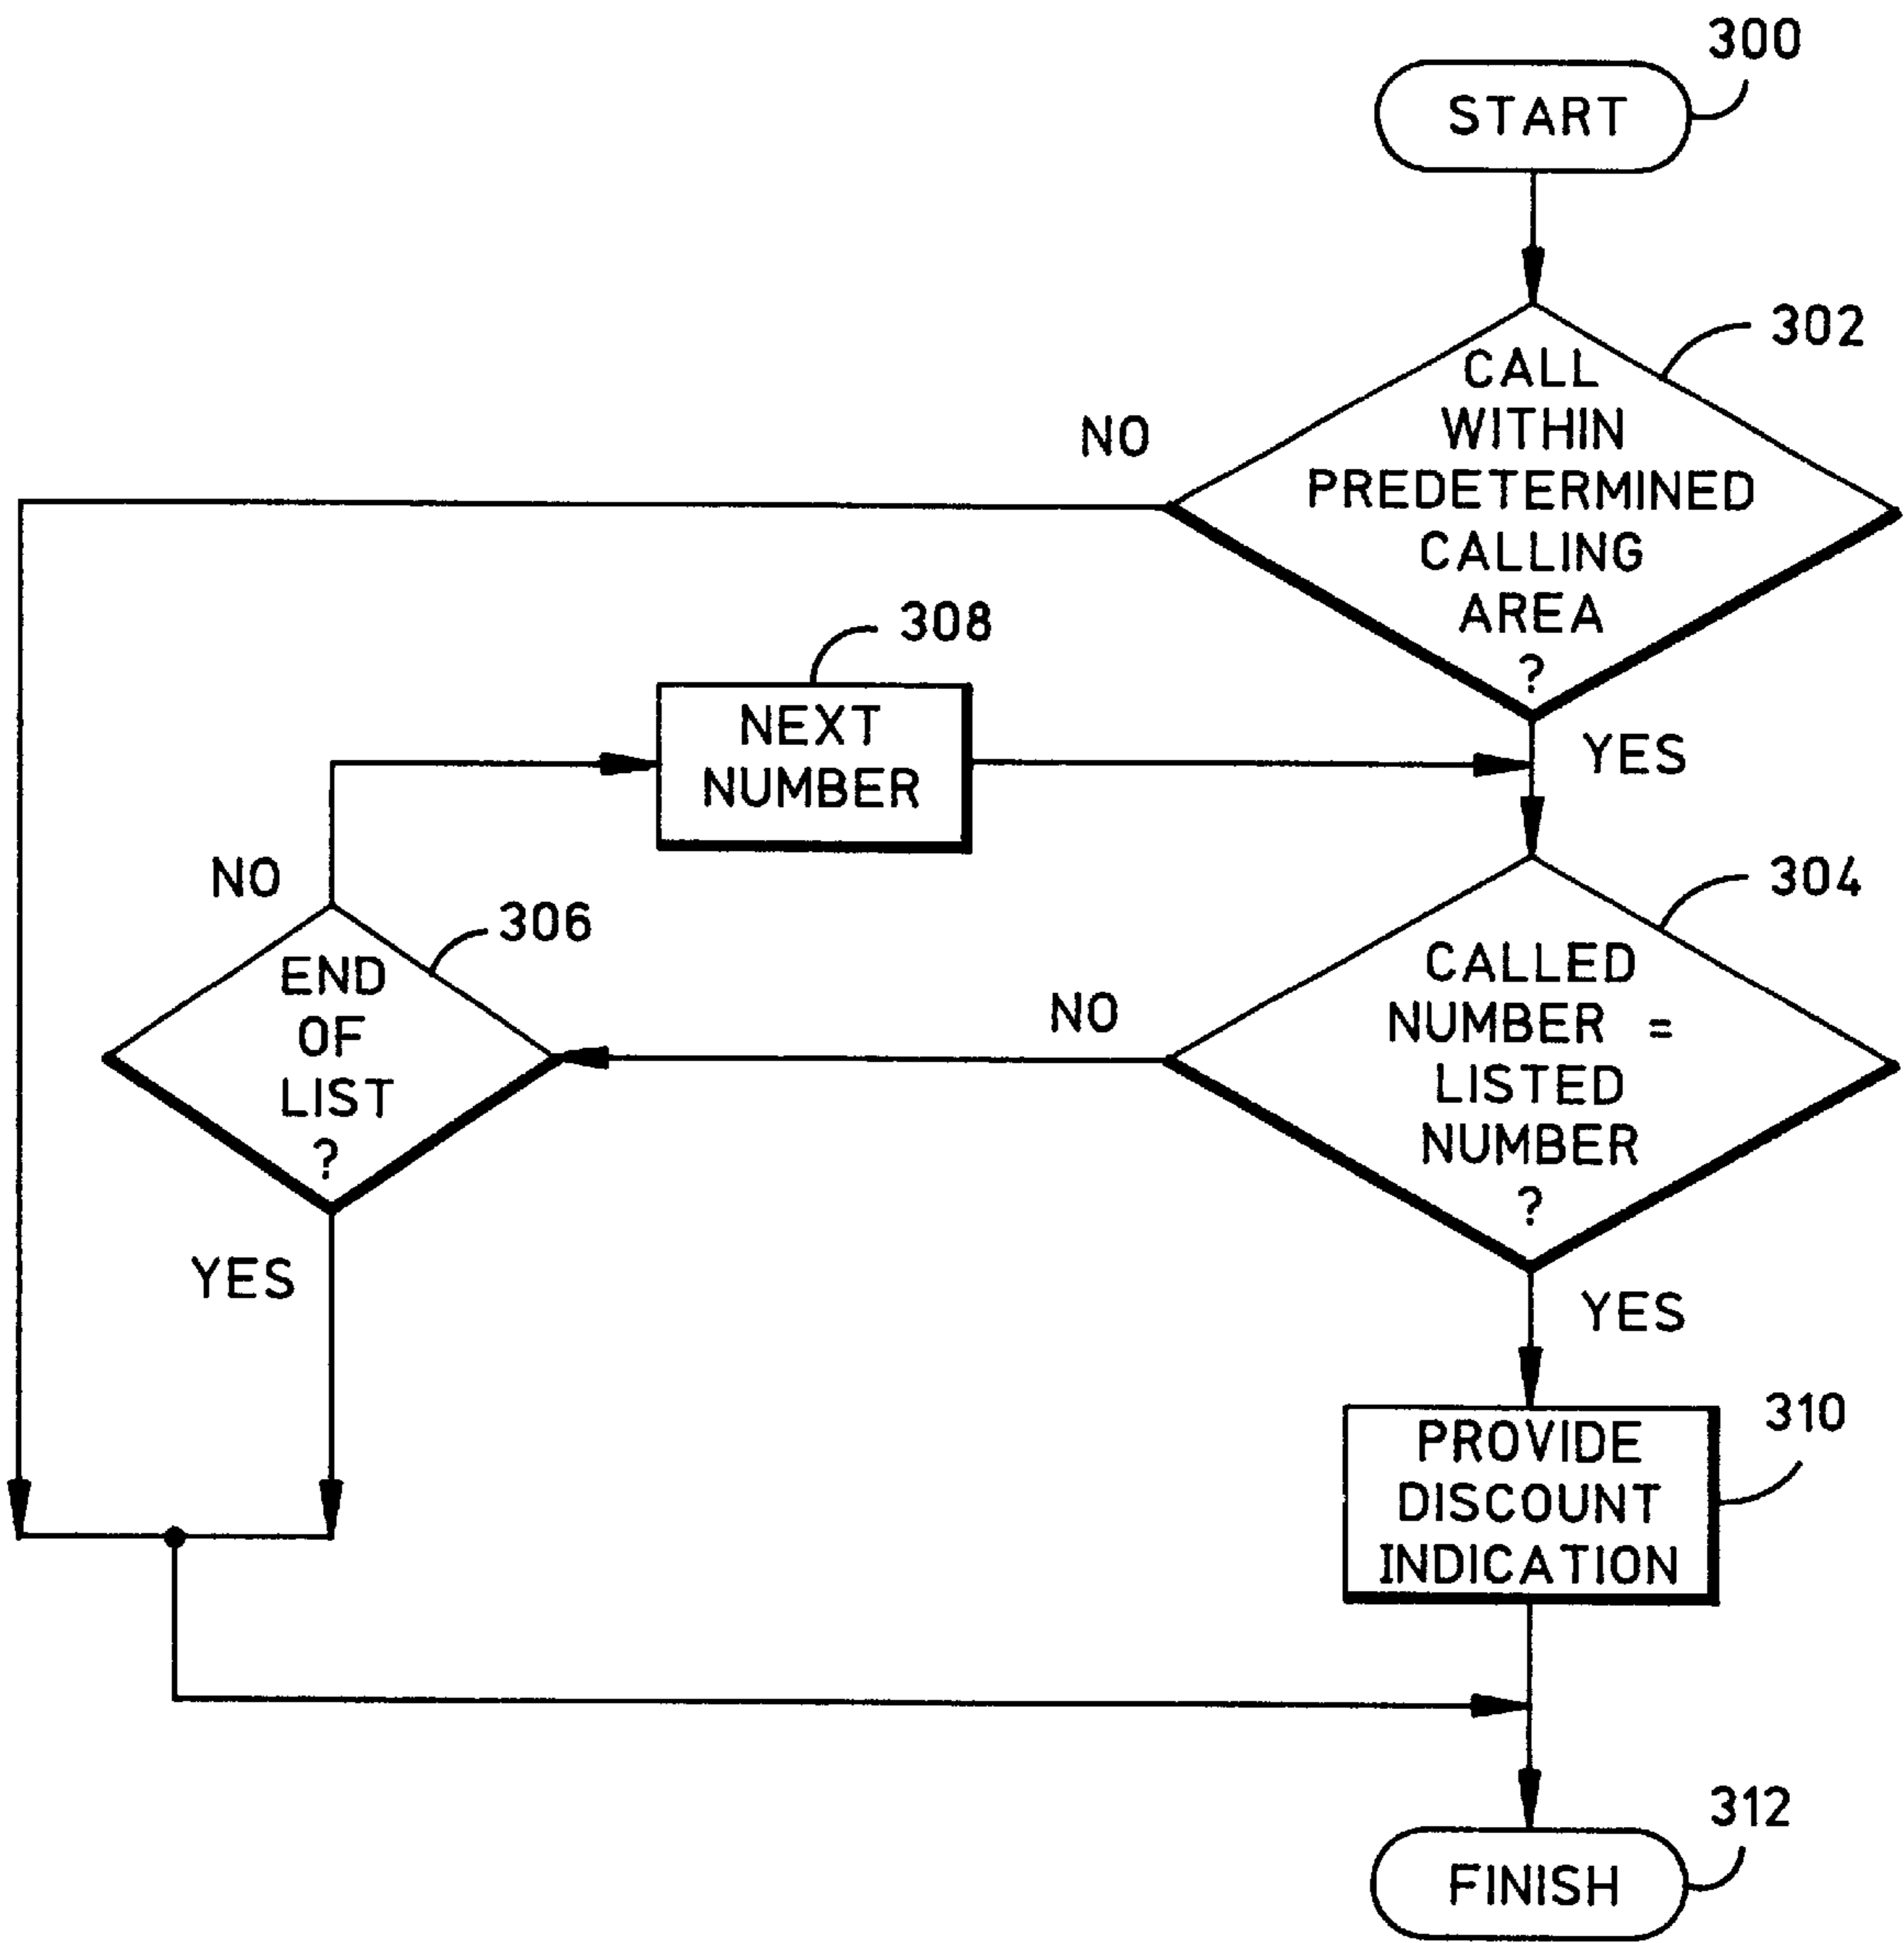 300
START
302
CALL
WITHIN
PREDETERMINED
CALLING
AREA
?
NO
YES
308
NEXT
NUMBER
304
CALLED
NUMBER =
LISTED
NUMBER
?
NO
YES
306
END
OF
LIST
?
NO
YES
310
PROVIDE
DISCOUNT
INDICATION
312
FINISH